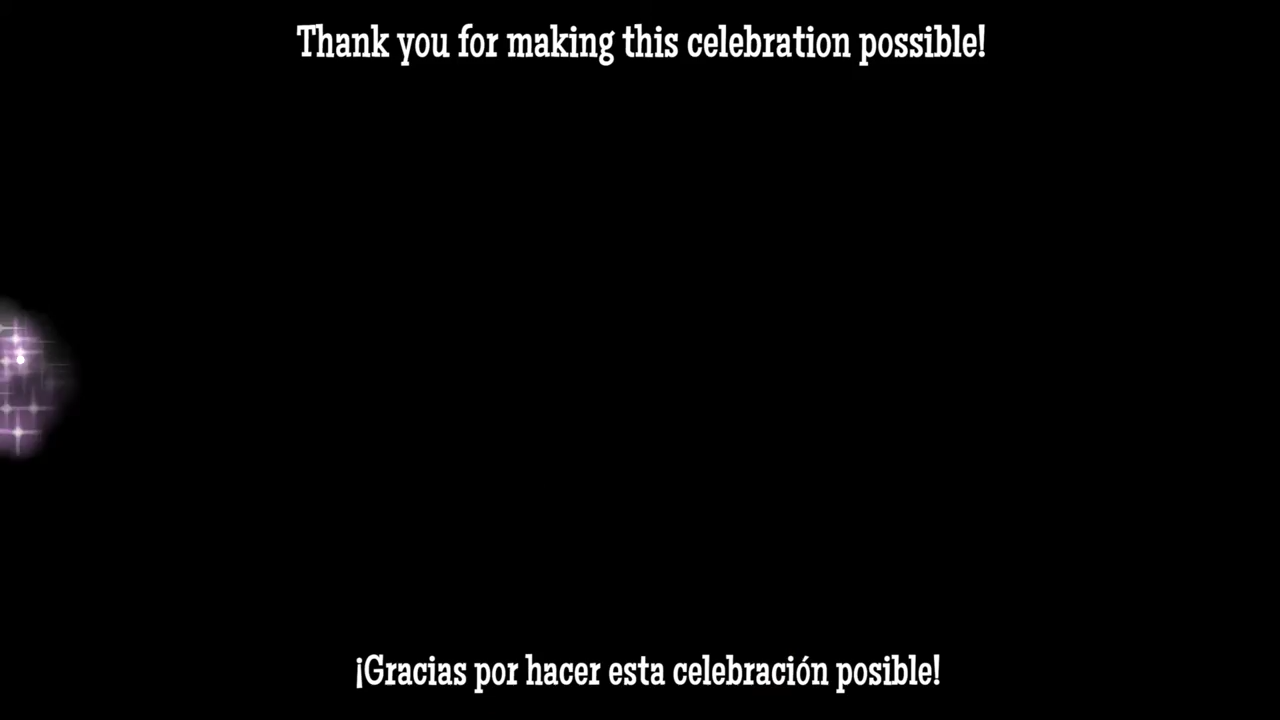 Thank you for making this celebration possible!
¡Gracias por hacer esta celebración posible!